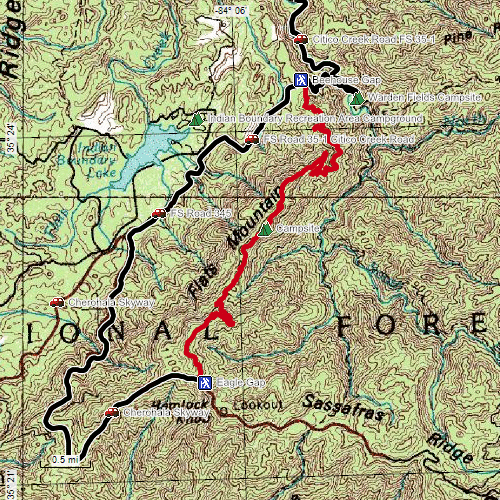 -84° 06'
Ridge
Citico Creek Road FS 35-1
Pine
Creek
Beehouse Gap
Warden Fields Campsite
Indian Boundary Recreation Area Campground
35° 24'
FS Road 35-1 Citico Creek Road
Indian
Boundary
Lake
Flats Mountain
FS Road 345
Campsite
Cherohala Skyway
IONAL FORE
Eagle Gap
Hemlock
Knob
Lookout
Cherohala Skyway
Sassafras
Ridge
0.5 mi
35° 21'